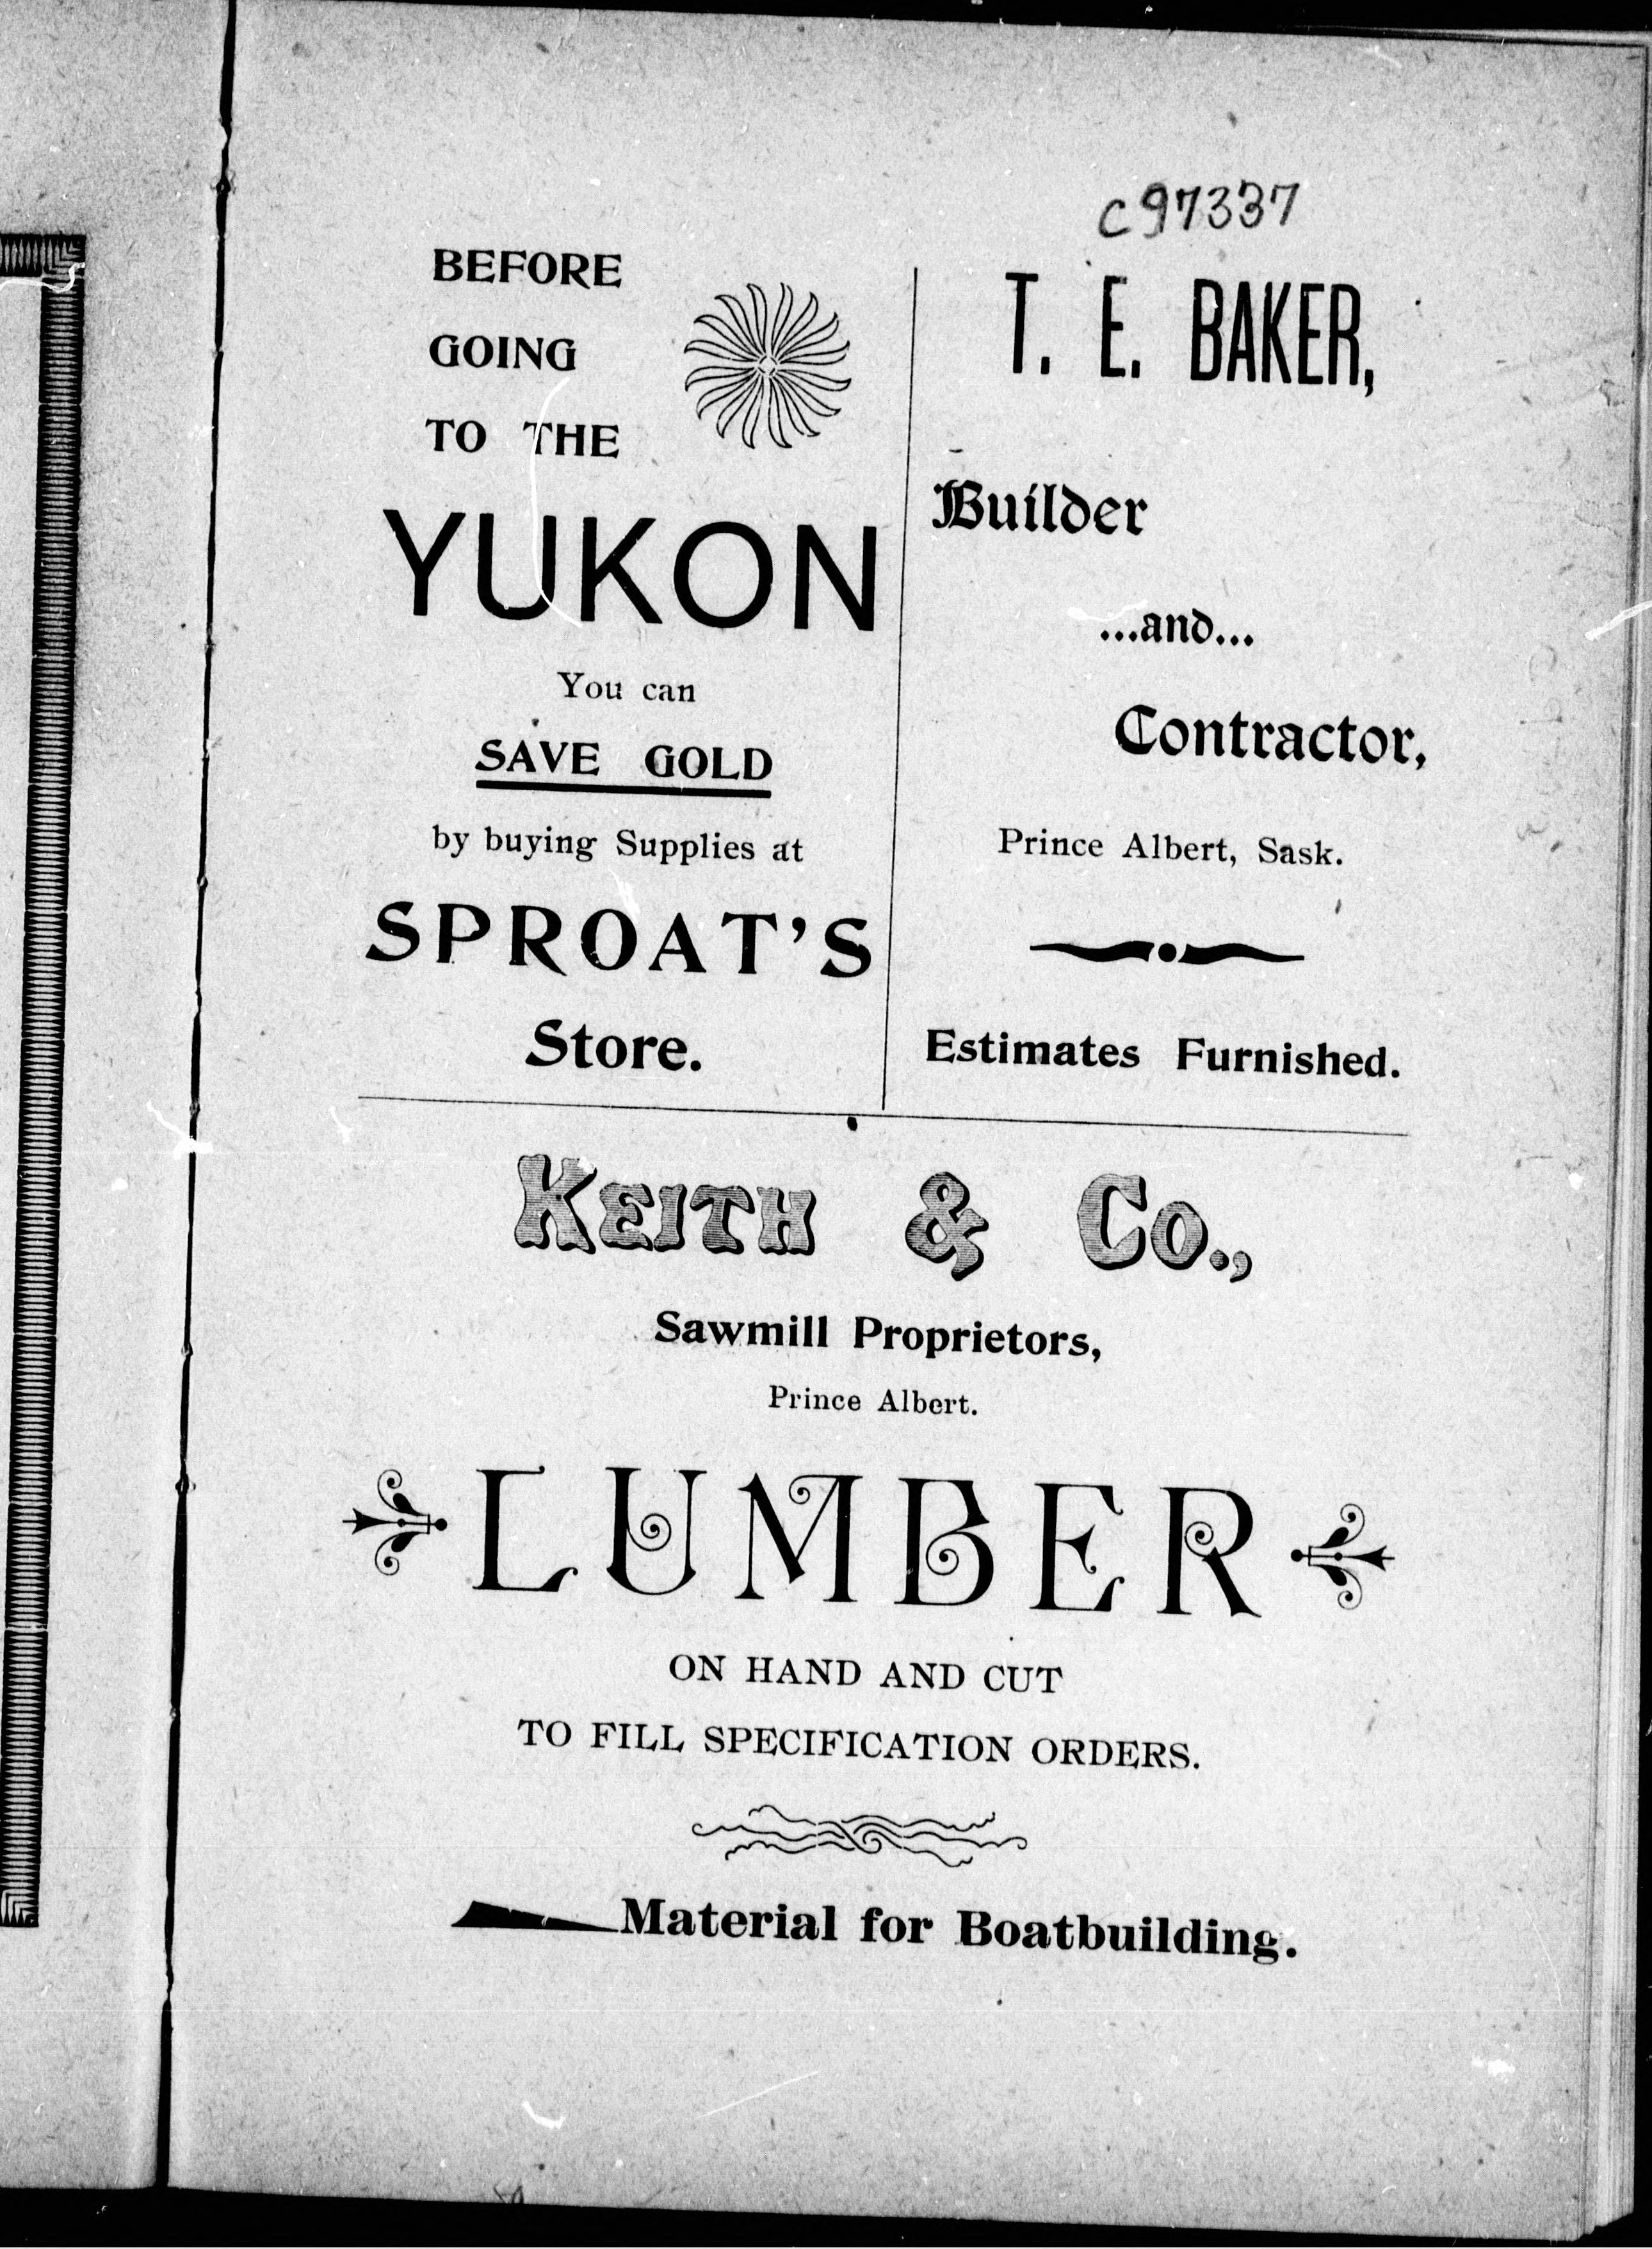 C97337
BEFORE
GOING
TO THE
YUKON
You can
SAVE GOLD
by buying Supplies at
SPROAT'S
Store.
T. E. BAKER,
Builder
...and...
Contractor,
Prince Albert, Sask.
Estimates Furnished.
KEITH & CO.,
Sawmill Proprietors,
Prince Albert.
LUMBER
ON HAND AND CUT
TO FILL SPECIFICATION ORDERS.
Material for Boatbuilding.